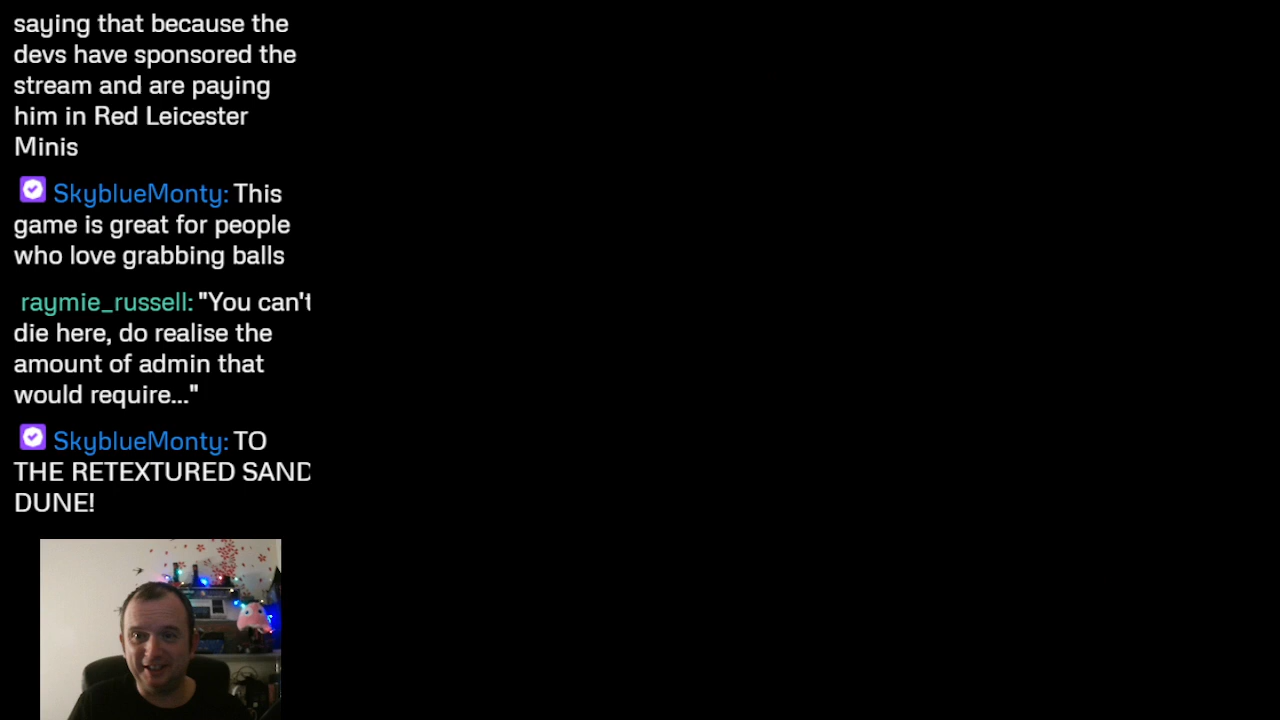 saying that because the
devs have sponsored the
stream and are paying
him in Red Leicester
Minis
SkyblueMonty: This
game is great for people
who love grabbing balls
raymie_russell: "You can't
die here, do realise the
amount of admin that
would require..."
SkyblueMonty: TO
THE RETEXTURED SAND
DUNE!